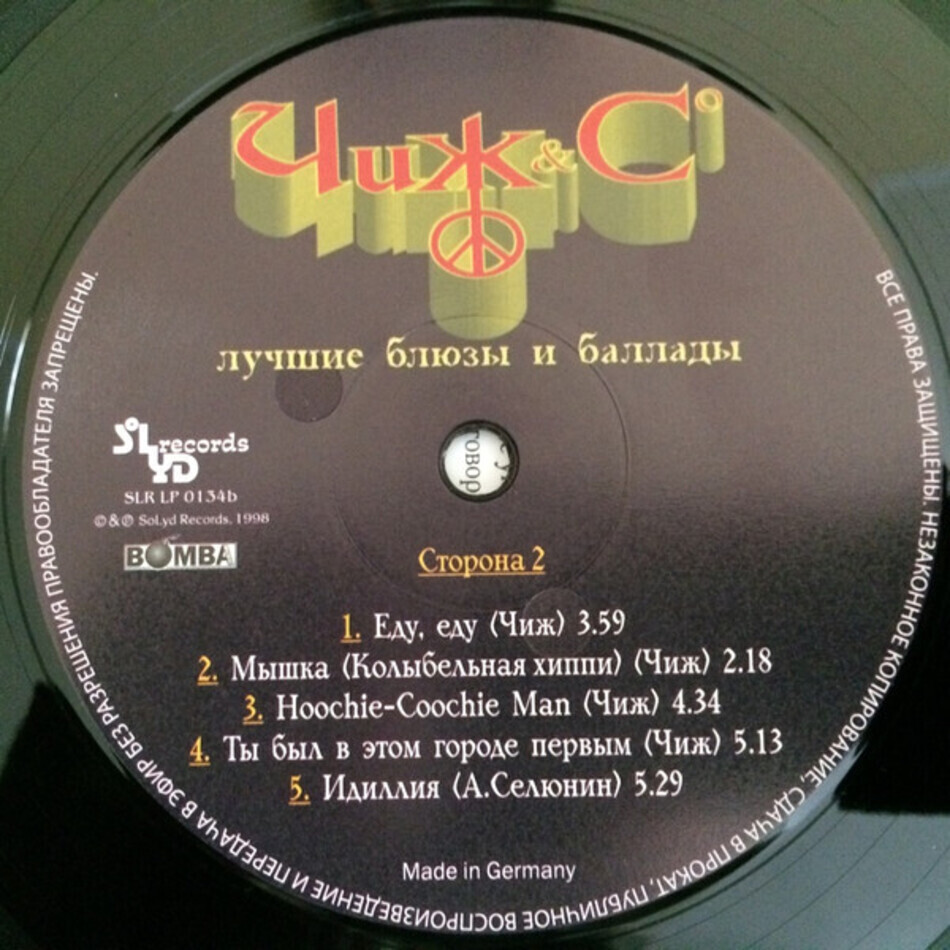 Чиж & Cº
лучшие блюзы и баллады
SoLYD records
SLR LP 0134b
©&℗ SoLyd Records, 1998
BOMBA
Сторона 2
1. Еду, еду (Чиж) 3.59
2. Мышка (Колыбельная хиппи) (Чиж) 2.18
3. Hoochie-Coochie Man (Чиж) 4.34
4. Ты был в этом городе первым (Чиж) 5.13
5. Идиллия (А.Селюнин) 5.29
Made in Germany
ВСЕ ПРАВА ЗАЩИЩЕНЫ. НЕЗАКОННОЕ КОПИРОВАНИЕ, СДАЧА В ПРОКАТ, ПУБЛИЧНОЕ ВОСПРОИЗВЕДЕНИЕ И ПЕРЕДАЧА В ЭФИР БЕЗ РАЗРЕШЕНИЯ ПРАВООБЛАДАТЕЛЯ ЗАПРЕЩЕНЫ.